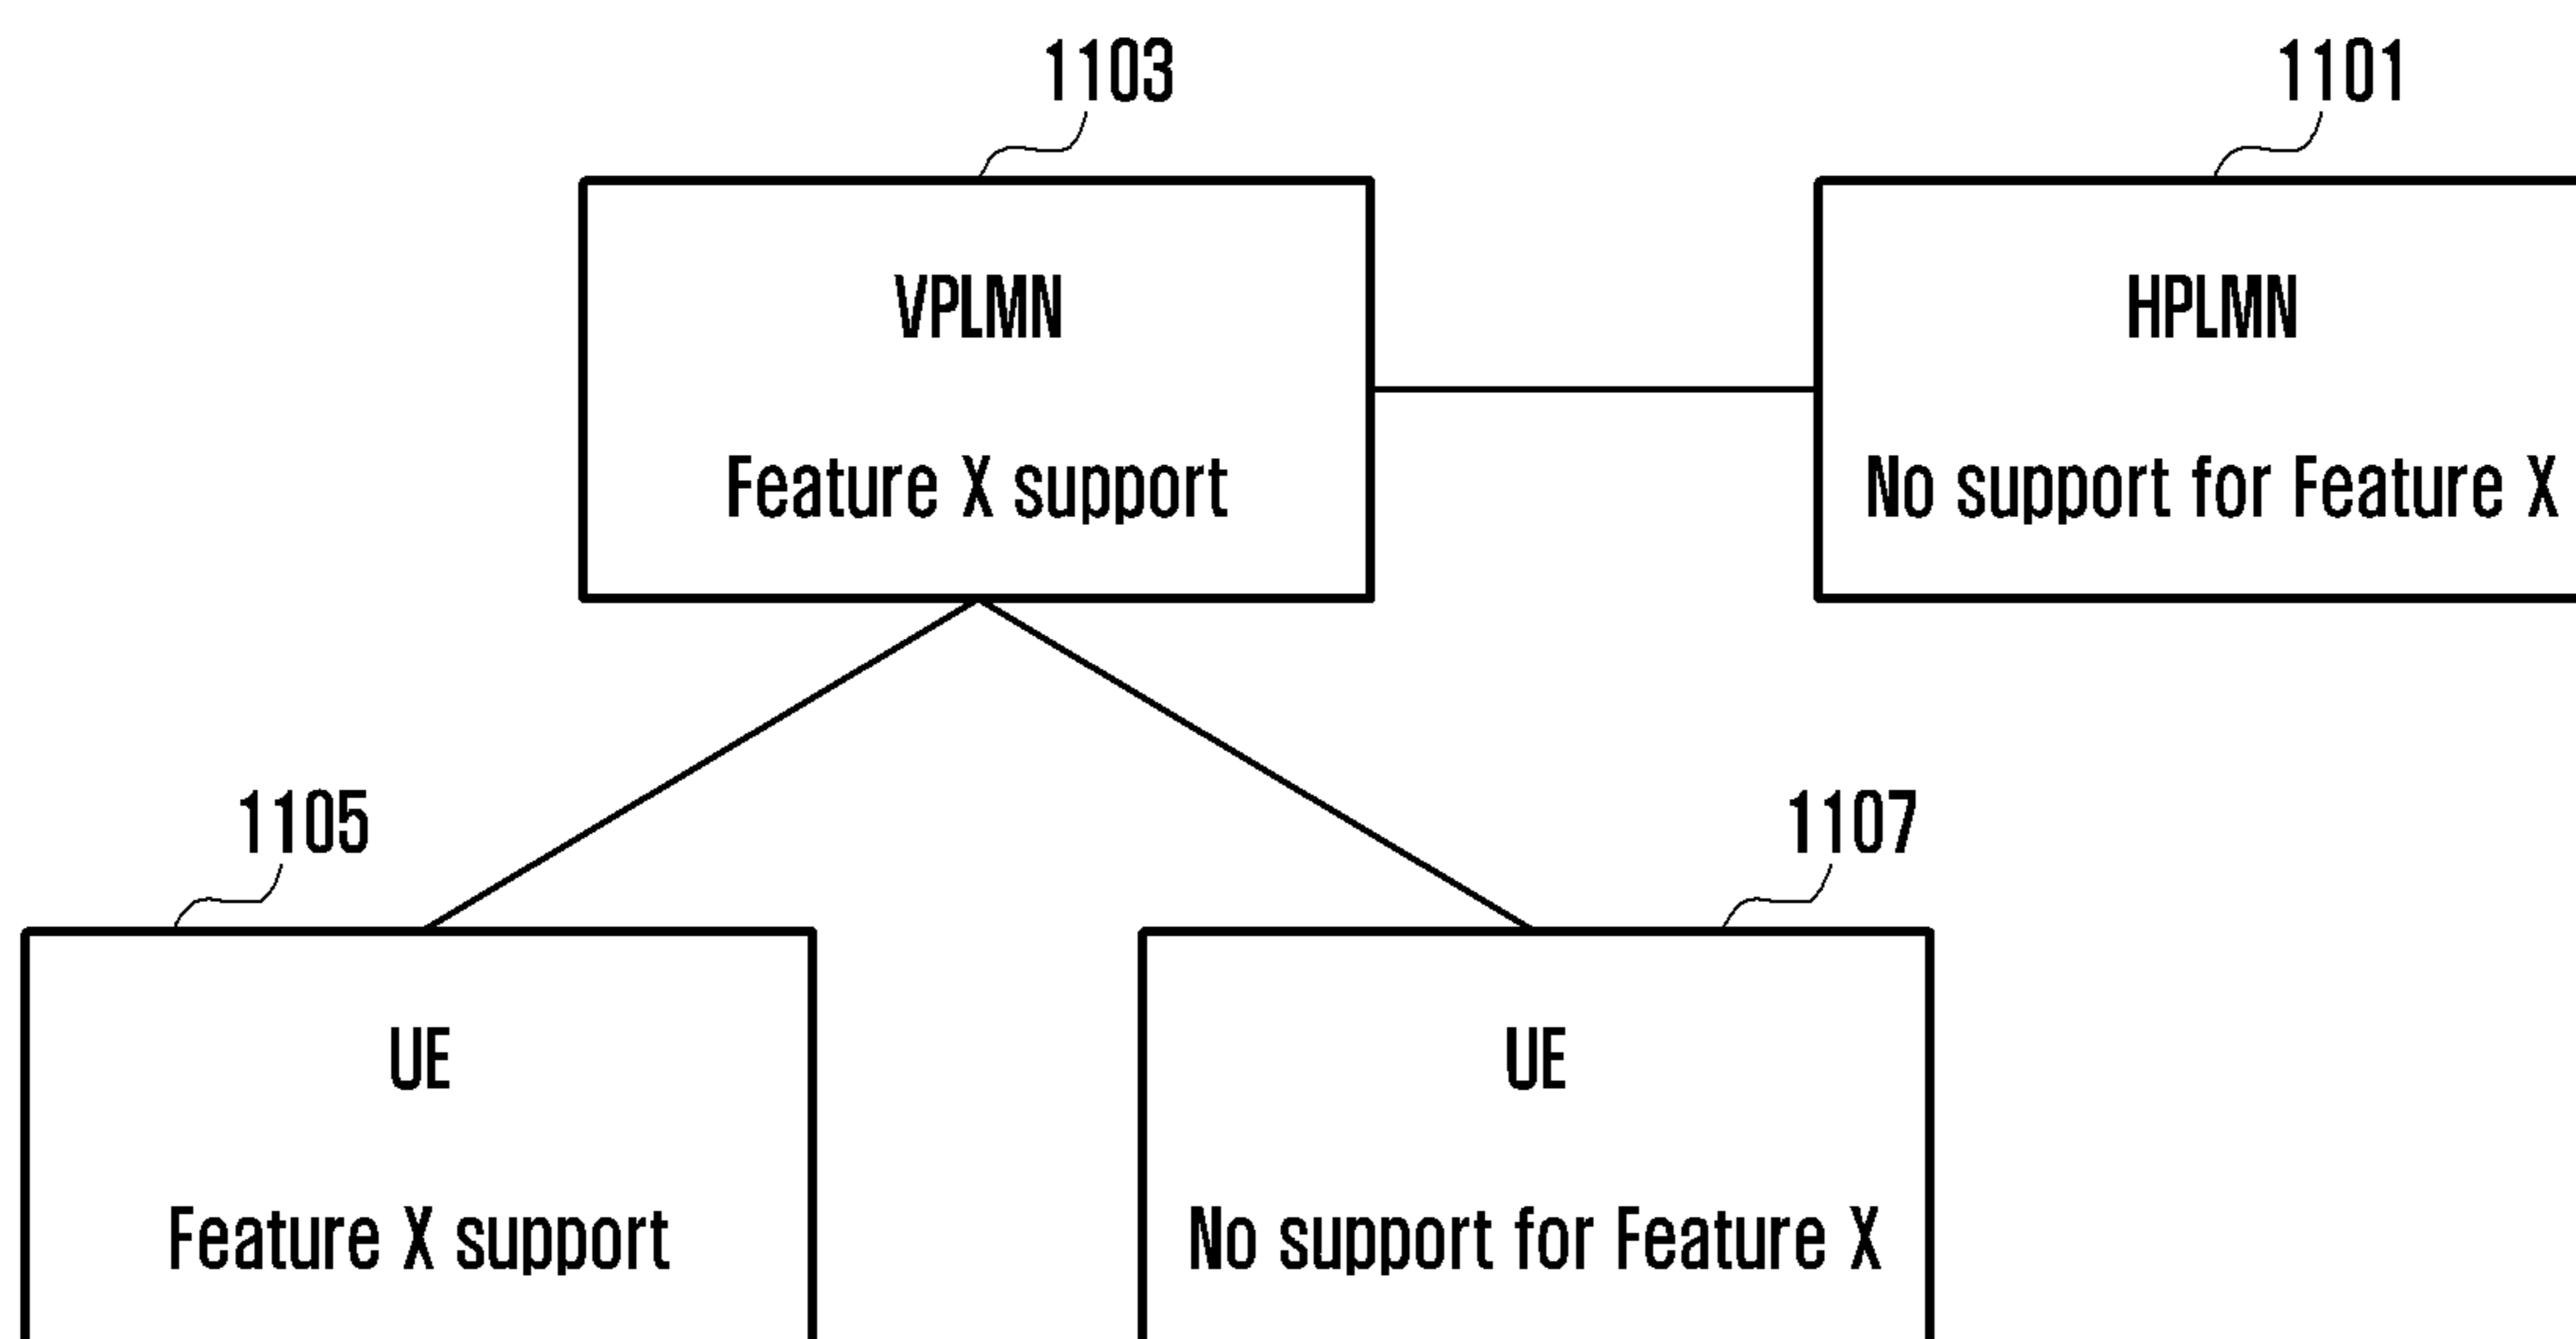 1103
1101
VPLMN
HPLMN
Feature X support
No support for Feature X
1105
1107
UE
UE
Feature X support
No support for Feature X